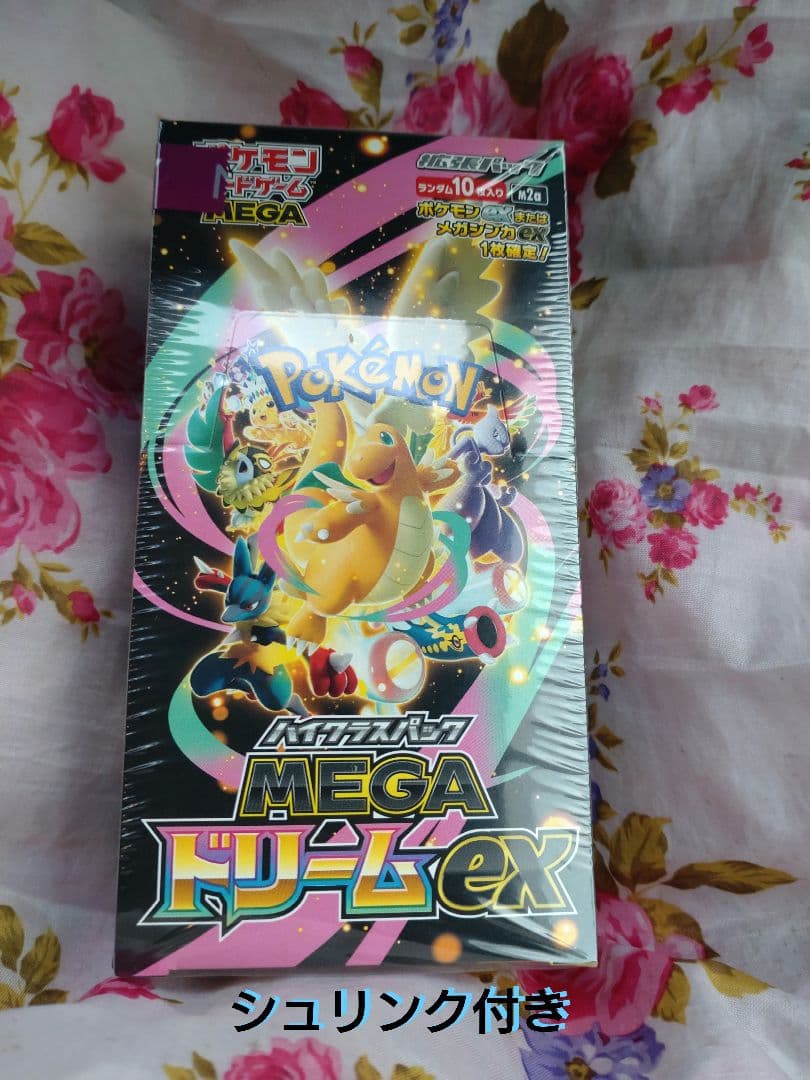 ポケモン
カードゲーム
MEGA
拡張パック
ランダム10枚入り M2a
ポケモンexまたは
メガシンカex
1枚確定!
POKéMON
TM
ハイクラスパック
MEGA
ドリームex
シュリンク付き